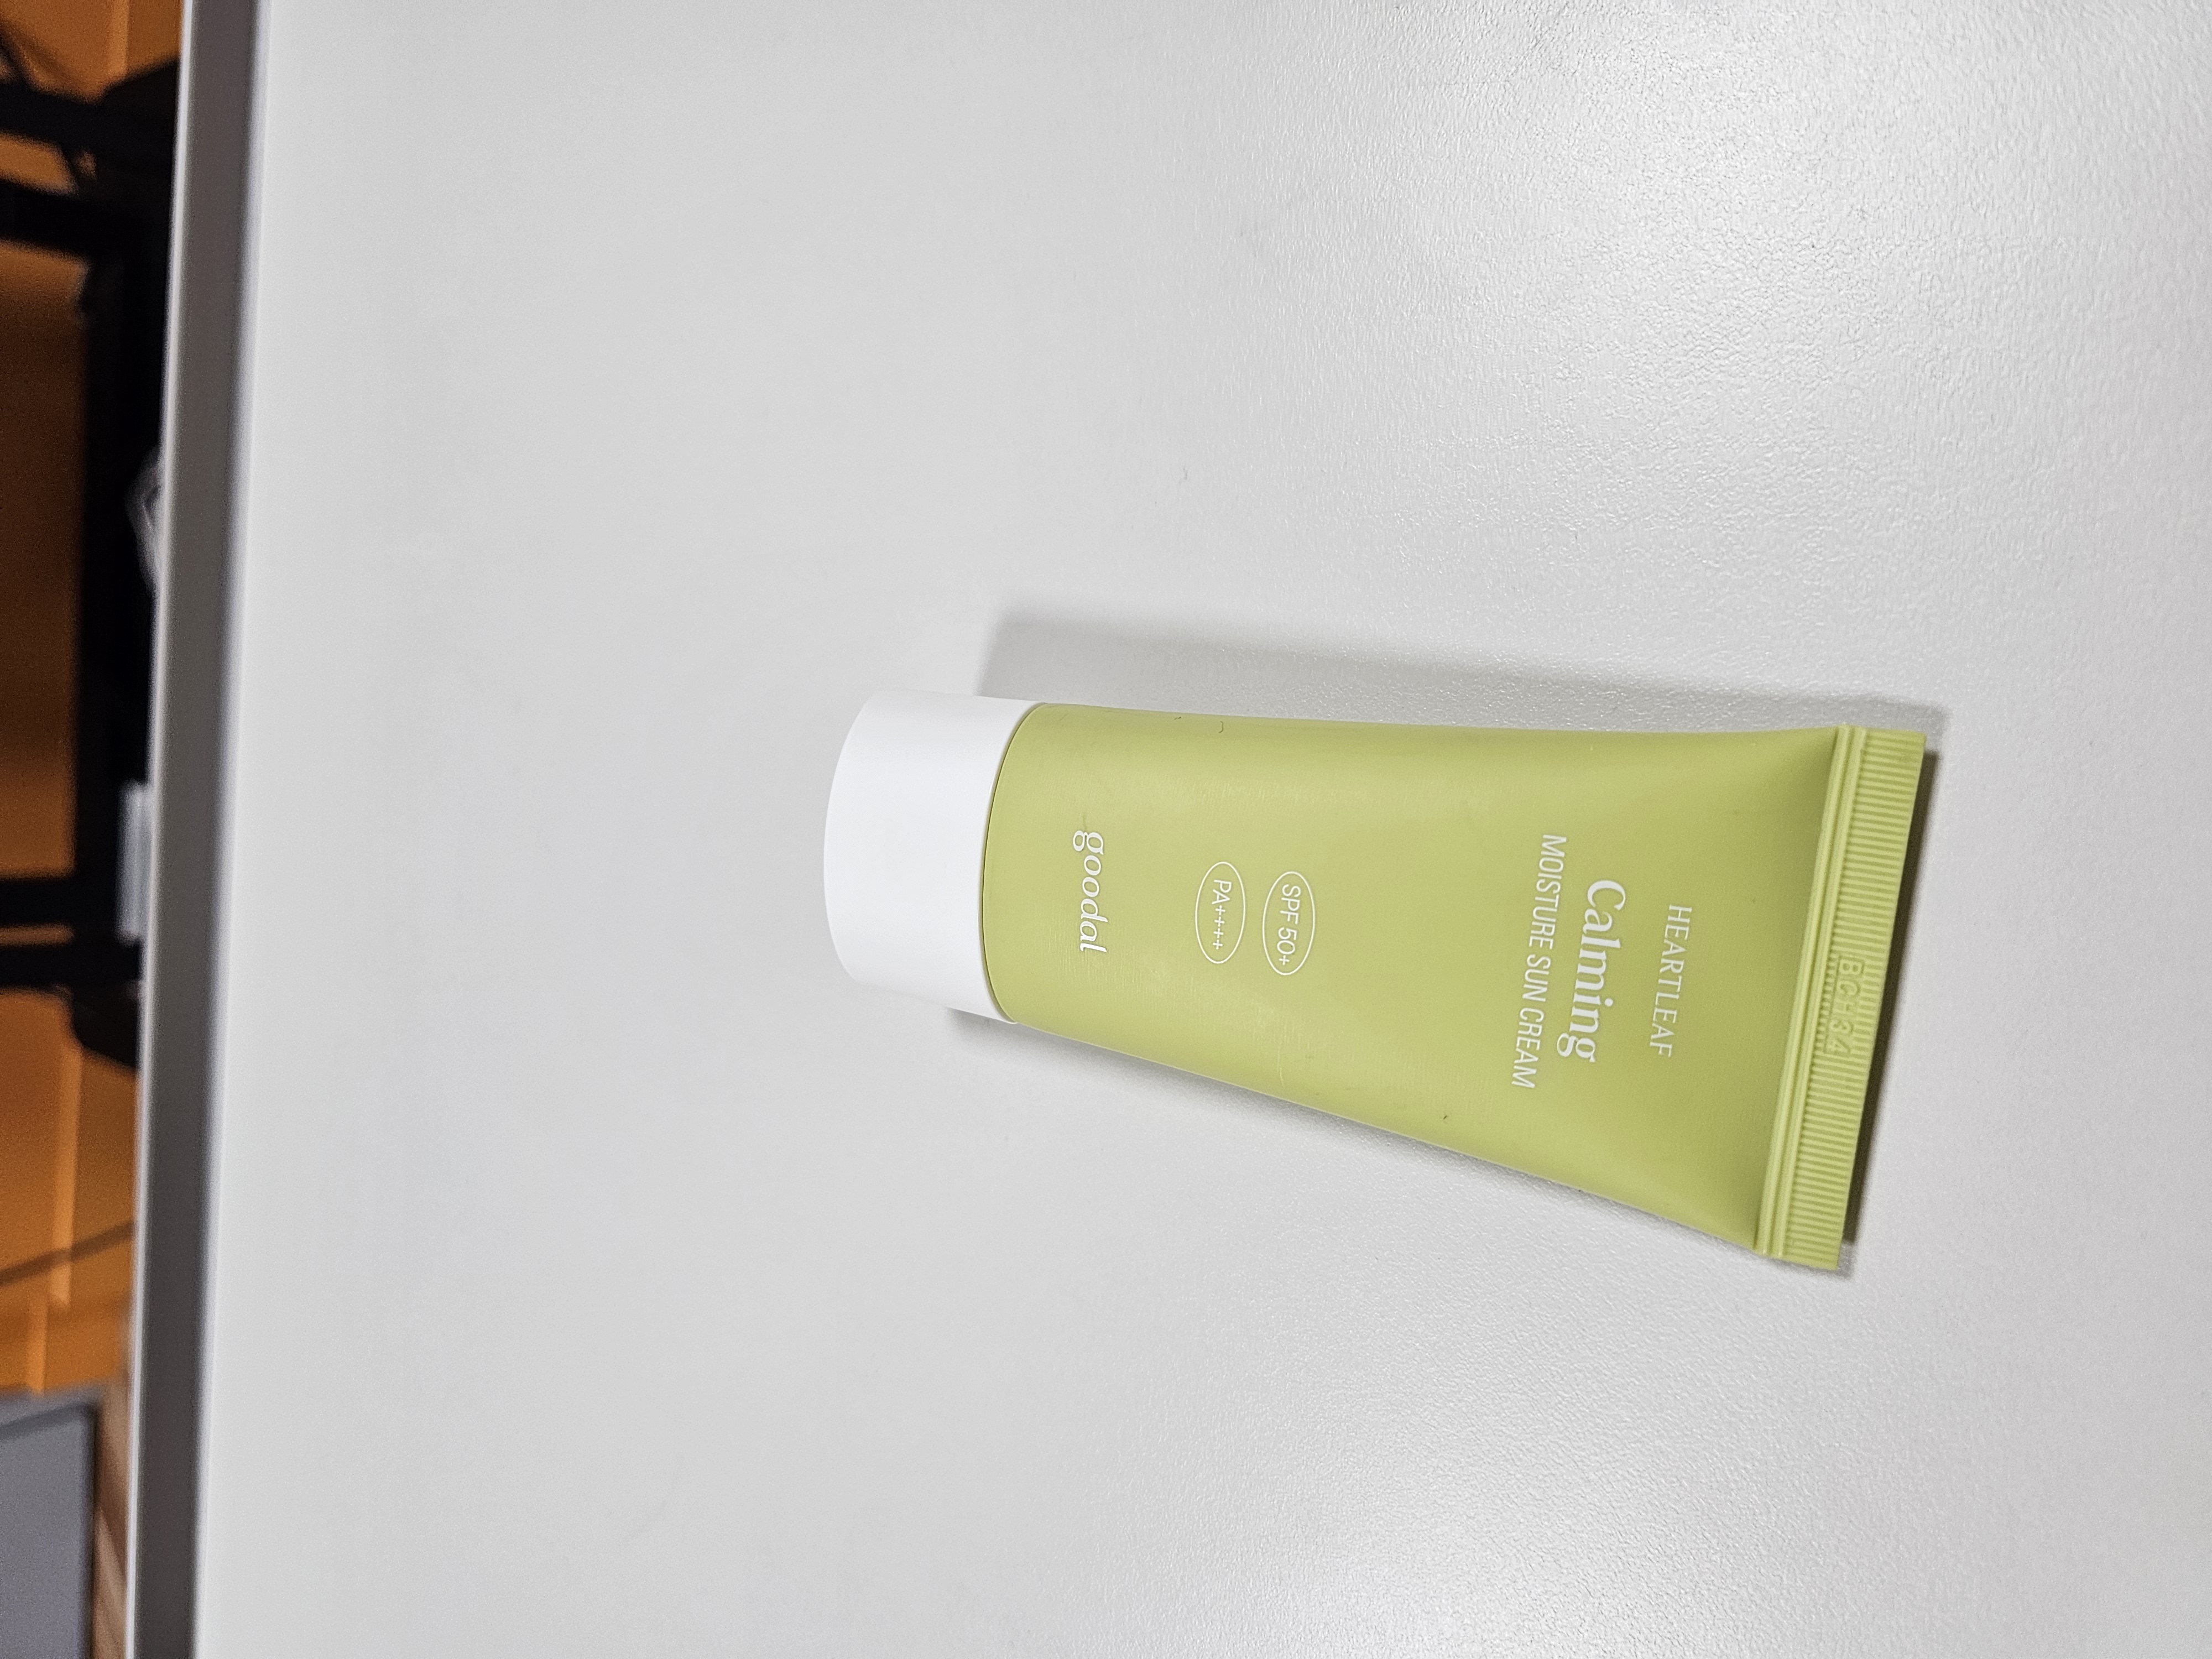 HEARTLEAF
Calming
MOISTURE SUN CREAM
SPF 50+
PA++++
goodal
BCH34